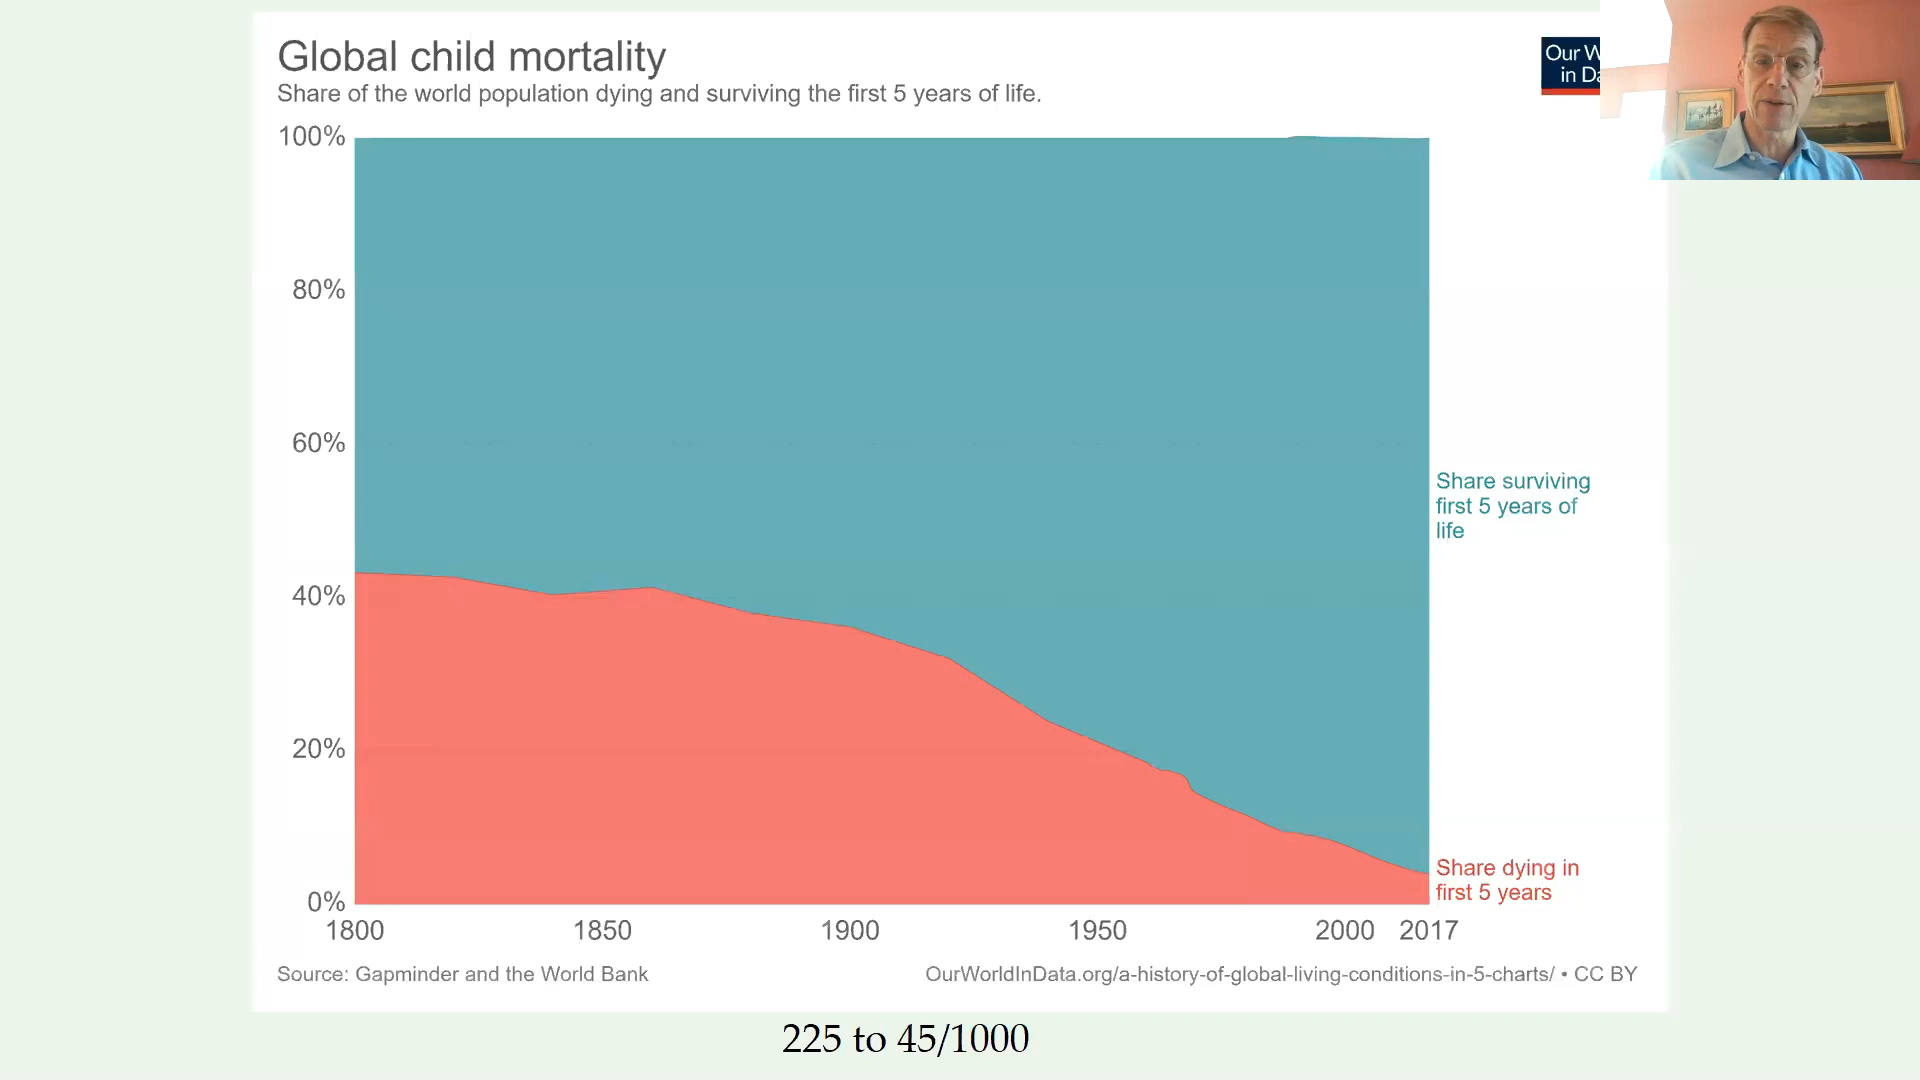 Global child mortality
Share of the world population dying and surviving the first 5 years of life.
Our W
in Da
100%
80%
60%
40%
20%
0%
Share surviving
first 5 years of
life
Share dying in
first 5 years
1800
1850
1900
1950
2000
2017
Source: Gapminder and the World Bank
OurWorldInData.org/a-history-of-global-living-conditions-in-5-charts/ • CC BY
225 to 45/1000